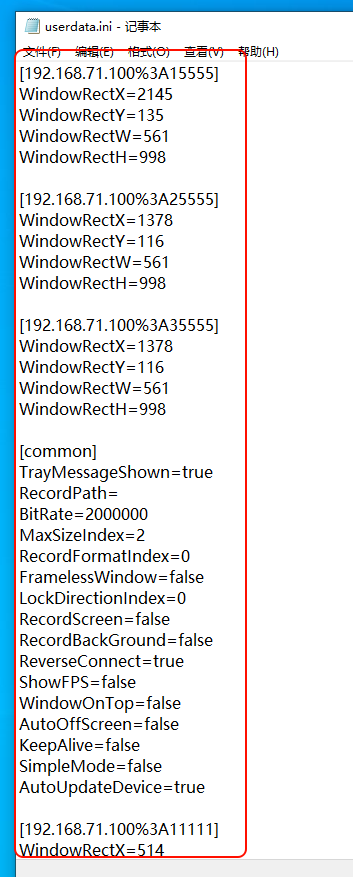 userdata.ini - 记事本
文件(F) 编辑(E) 格式(O) 查看(V) 帮助(H)
[192.168.71.100%3A15555]
WindowRectX=2145
WindowRectY=135
WindowRectW=561
WindowRectH=998
[192.168.71.100%3A25555]
WindowRectX=1378
WindowRectY=116
WindowRectW=561
WindowRectH=998
[192.168.71.100%3A35555]
WindowRectX=1378
WindowRectY=116
WindowRectW=561
WindowRectH=998
[common]
TrayMessageShown=true
RecordPath=
BitRate=2000000
MaxSizeIndex=2
RecordFormatIndex=0
FramelessWindow=false
LockDirectionIndex=0
RecordScreen=false
RecordBackGround=false
ReverseConnect=true
ShowFPS=false
WindowOnTop=false
AutoOffScreen=false
KeepAlive=false
SimpleMode=false
AutoUpdateDevice=true
[192.168.71.100%3A11111]
WindowRectX=514